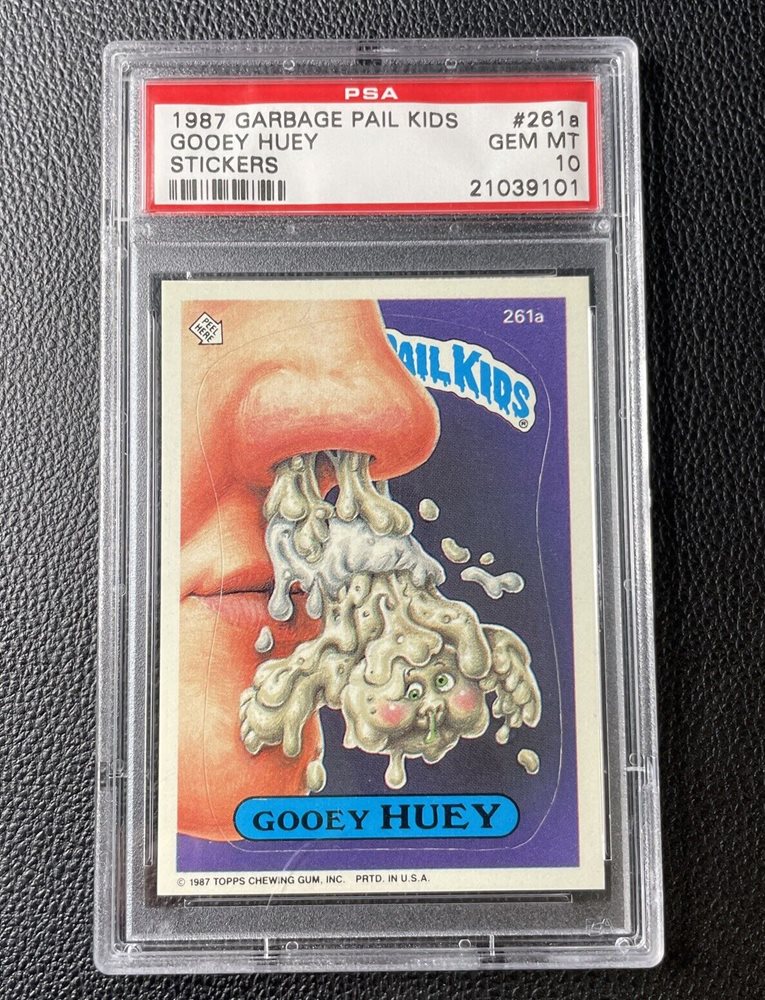 PSA
1987 GARBAGE PAIL KIDS #261a
GOOEY HUEY GEM MT
STICKERS 10
21039101
PEEL
HERE
261a
PAIL KIDS
®
GOOEY HUEY
© 1987 TOPPS CHEWING GUM, INC. PRTD. IN U.S.A.